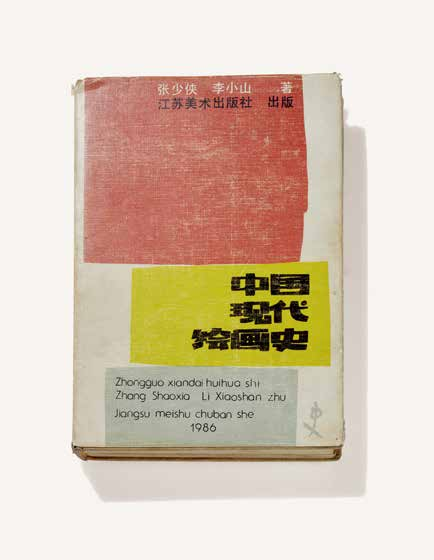 张少侠 李小山 著
江苏美术出版社 出版
中国
现代
绘画史
Zhongguo xiandai huihua shi
Zhang Shaoxia Li Xiaoshan zhu
Jiangsu meishu chuban she
1986